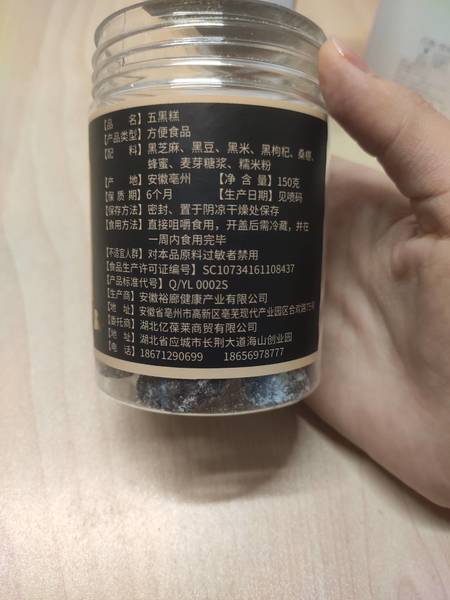 【品 名】五黑糕
【产品类型】方便食品
【配 料】黑芝麻、黑豆、黑米、黑枸杞、桑椹、
蜂蜜、麦芽糖浆、糯米粉
【产 地】安徽亳州 【净 含 量】150克
【保 质 期】6个月 【生产日期】见喷码
【保存方法】密封、置于阴凉干燥处保存
【食用方法】直接咀嚼食用，开盖后需冷藏，并在
一周内食用完毕
【不适宜人群】对本品原料过敏者禁用
【食品生产许可证编号】SC10734161108437
【产品标准代号】Q/YL 0002S
【生产商】安徽裕廊健康产业有限公司
【地 址】安徽省亳州市高新区亳芜现代产业园区合欢路75号
【委托商】湖北亿葆莱商贸有限公司
【地 址】湖北省应城市长荆大道海山创业园
【电 话】18671290699 18656978777